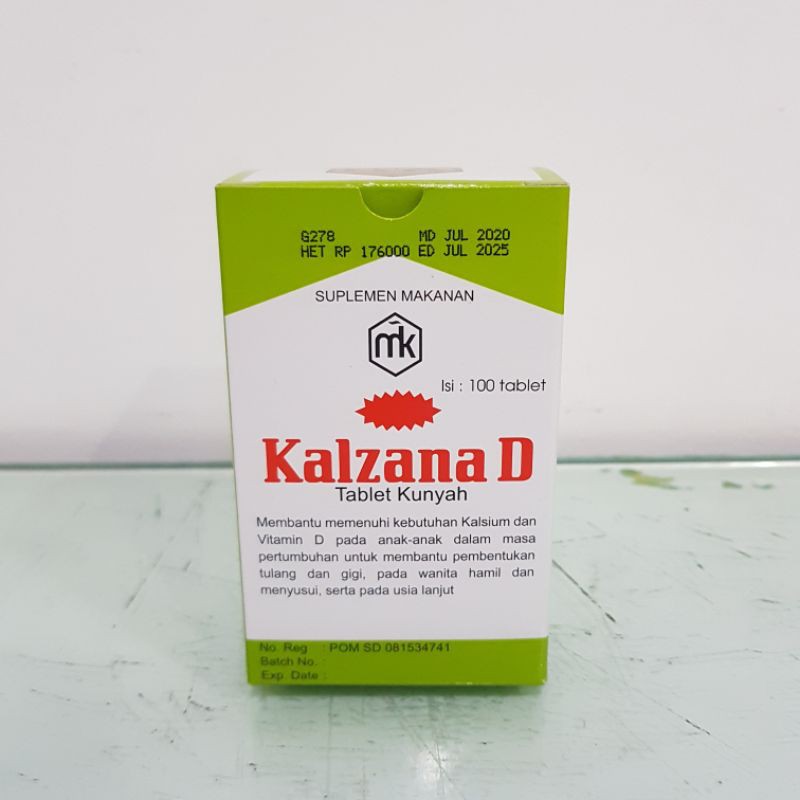 G278 MD JUL 2020
HET RP 176000 ED JUL 2025
SUPLEMEN MAKANAN
mk
Isi : 100 tablet
Kalzana D
Tablet Kunyah
Membantu memenuhi kebutuhan Kalsium dan
Vitamin D pada anak-anak dalam masa
pertumbuhan untuk membantu pembentukan
tulang dan gigi, pada wanita hamil dan
menyusui, serta pada usia lanjut
No. Reg : POM SD 081534741
Batch No. :
Exp. Date :